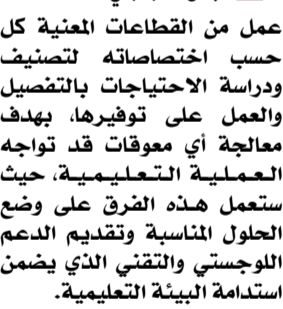 عمل من القطاعات المعنية كل
حسب اختصاصاته لتصنيف
ودراسة الاحتياجات بالتفصيل
والعمل على توفيرها، بهدف
معالجة أي معوقات قد تواجه
العملية التعليمية، حيث
ستعمل هذه الفرق على وضع
الحلول المناسبة وتقديم الدعم
اللوجستي والتقني الذي يضمن
استدامة البيئة التعليمية.